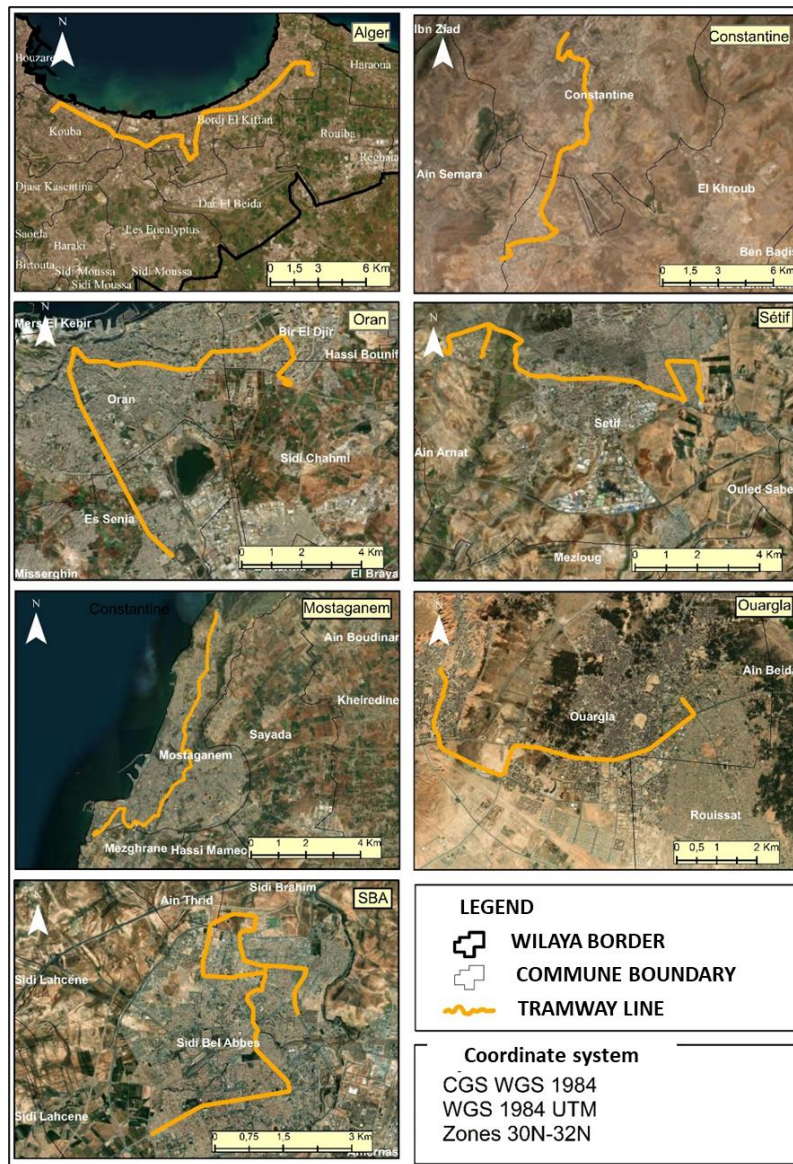 Alger
Bouzare
Haraoua
Bordj El Kiffan
Kouba
Rouiba
Reghaia
Djasr Kasentina
Dar El Beida
Saoula
Les Eucalyptus
Baraki
Birtouta
Sidi Moussa
Sidi Moussa
Sidi Moussa
0 1,5 3 6 Km
Ibn Ziad
N
Constantine
Constantine
Ain Semara
El Khroub
Ben Badis
0 1,5 3 6 Km
Mers El Kebir
N
Oran
Bir El Djir
Hassi Bounif
Oran
Sidi Chahmi
Es Senia
0 1 2 4 Km
Misserghin
El Braya
N
Sétif
Setif
Ain Arnat
Ouled Sabe
Mezloug
0 1 2 4 Km
N
Constantine
Mostaganem
Ain Boudinar
Kheiredine
Sayada
Mostaganem
Mezghrane
Hassi Mamec
0 1 2 4 Km
N
Ouargla
Ain Beida
Ouargla
Rouissat
0 0,5 1 2 Km
N
SBA
Sidi Brahim
Ain Thrid
Sidi Lahcene
Sidi Bel Abbes
Sidi Lahcene
0 0,75 1,5 3 Km
Amarnas
LEGEND
WILAYA BORDER
COMMUNE BOUNDARY
TRAMWAY LINE
Coordinate system
CGS WGS 1984
WGS 1984 UTM
Zones 30N-32N